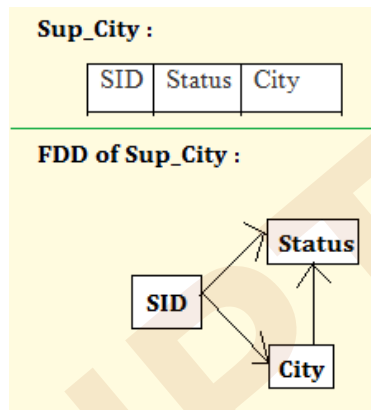 Sup_City :
SID Status City
FDD of Sup_City :
Status
SID
City